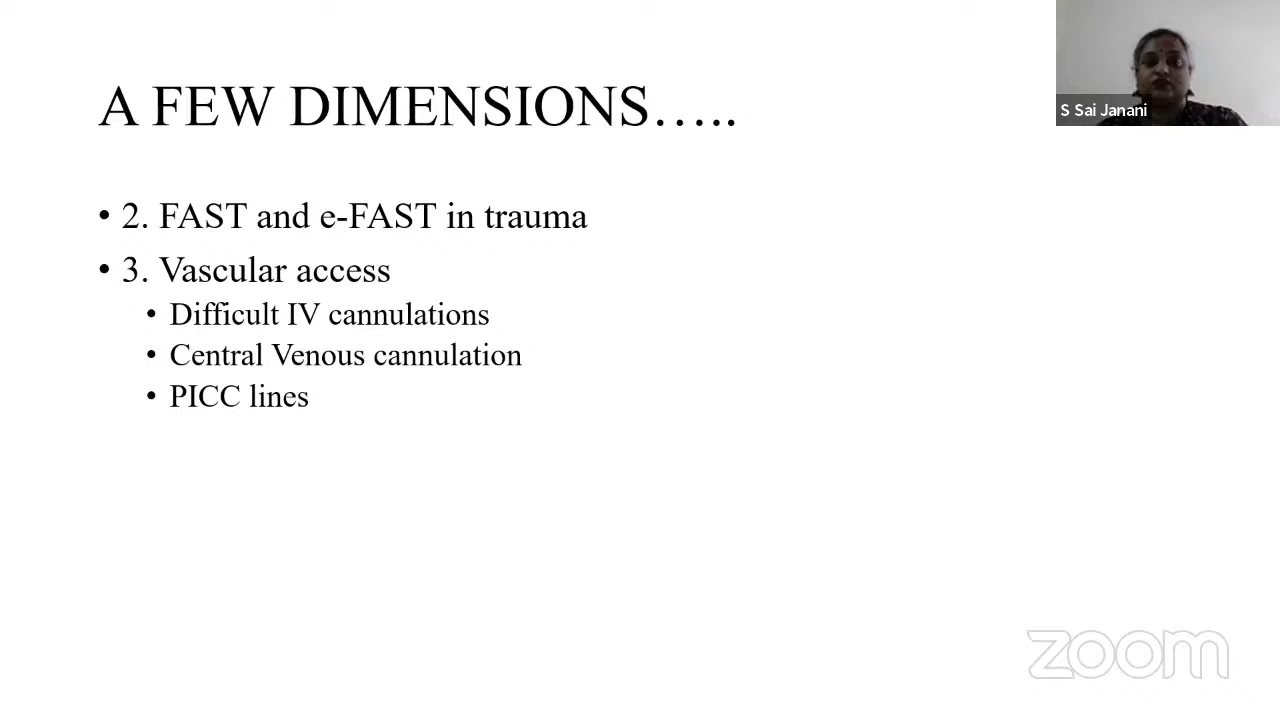 S Sai Janani
A FEW DIMENSIONS…..
• 2. FAST and e-FAST in trauma
• 3. Vascular access
• Difficult IV cannulations
• Central Venous cannulation
• PICC lines
zoom